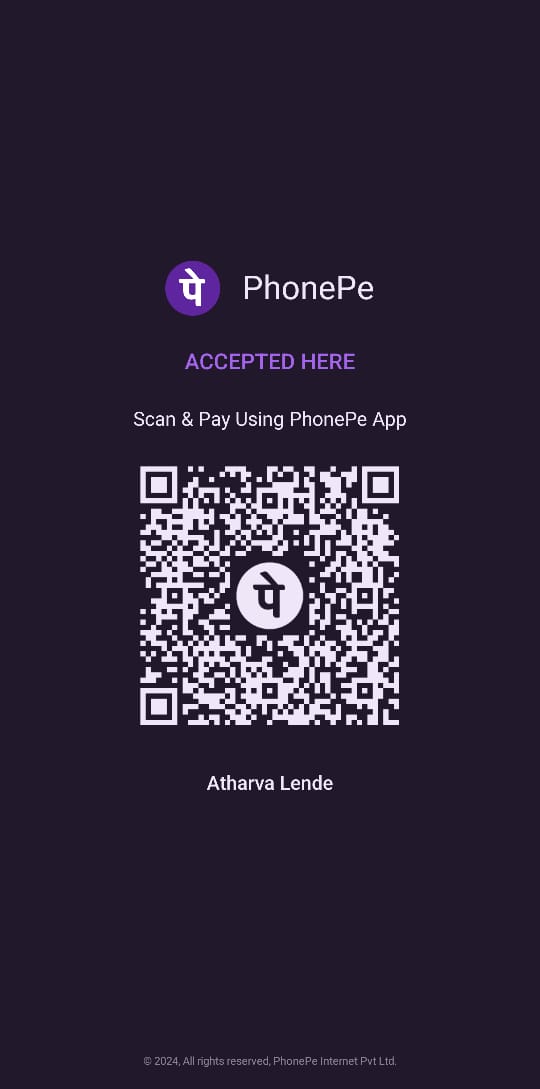 पे PhonePe
ACCEPTED HERE
Scan & Pay Using PhonePe App
पे
Atharva Lende
© 2024, All rights reserved, PhonePe Internet Pvt Ltd.